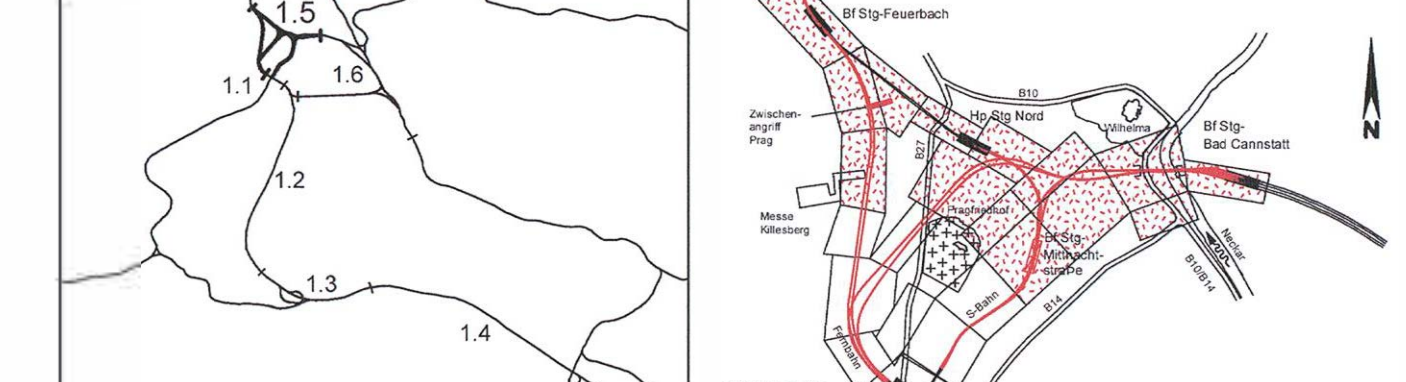 1.5
1.1
1.6
1.2
1.3
1.4
Bf Stg-Feuerbach
B10
Zwischen-
angriff
Prag
Hp Stg Nord
Wilhelma
Bf Stg-
Bad Cannstatt
N
B27
Messe
Killesberg
Pragfriedhof
Bf Stg-
Mittnacht-
straPe
Neckar
B10/B14
S-Bahn
B14
Fernbahn